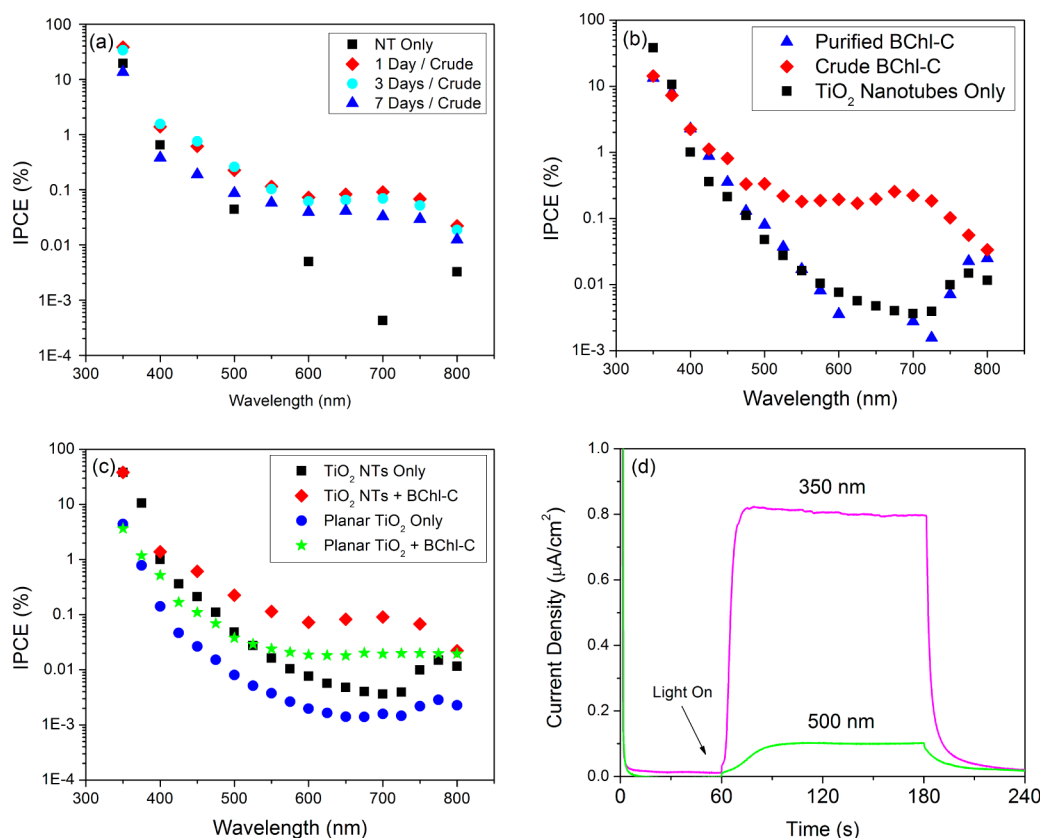 (a)
NT Only
1 Day / Crude
3 Days / Crude
7 Days / Crude
100
10
1
0.1
0.01
1E-3
1E-4
IPCE (%)
300 400 500 600 700 800
Wavelength (nm)
(b)
Purified BChl-C
Crude BChl-C
TiO2 Nanotubes Only
100
10
1
0.1
0.01
1E-3
IPCE (%)
300 400 500 600 700 800
Wavelength (nm)
(c)
TiO2 NTs Only
TiO2 NTs + BChl-C
Planar TiO2 Only
Planar TiO2 + BChl-C
100
10
1
0.1
0.01
1E-3
1E-4
IPCE (%)
300 400 500 600 700 800
Wavelength (nm)
(d)
350 nm
500 nm
Light On
1.0
0.8
0.6
0.4
0.2
0.0
Current Density (μA/cm2)
0 60 120 180 240
Time (s)